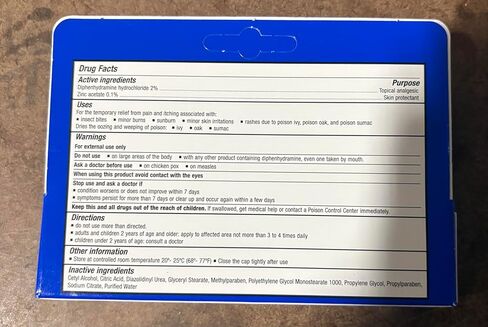 Drug Facts
Active ingredients Purpose
Diphenhydramine hydrochloride 2% Topical analgesic
Zinc acetate 0.1% Skin protectant
Uses
For the temporary relief from pain and itching associated with:
▪ insect bites ▪ minor burns ▪ sunburn ▪ minor skin irritations ▪ rashes due to poison ivy, poison oak, and poison sumac
Dries the oozing and weeping of poison: ▪ ivy ▪ oak ▪ sumac
Warnings
For external use only
Do not use ▪ on large areas of the body ▪ with any other product containing diphenhydramine, even one taken by mouth.
Ask a doctor before use ▪ on chicken pox ▪ on measles
When using this product avoid contact with the eyes
Stop use and ask a doctor if
▪ condition worsens or does not improve within 7 days
▪ symptoms persist for more than 7 days or clear up and occur again within a few days
Keep this and all drugs out of the reach of children. If swallowed, get medical help or contact a Poison Control Center immediately.
Directions
▪ do not use more than directed.
▪ adults and children 2 years of age and older: apply to affected area not more than 3 to 4 times daily
▪ children under 2 years of age: consult a doctor
Other information
▪ Store at controlled room temperature 20°- 25°C (68°- 77°F) ▪ Close the cap tightly after use
Inactive ingredients
Cetyl Alcohol, Citric Acid, Diazolidinyl Urea, Glyceryl Stearate, Methylparaben, Polyethylene Glycol Monostearate 1000, Propylene Glycol, Propylparaben,
Sodium Citrate, Purified Water